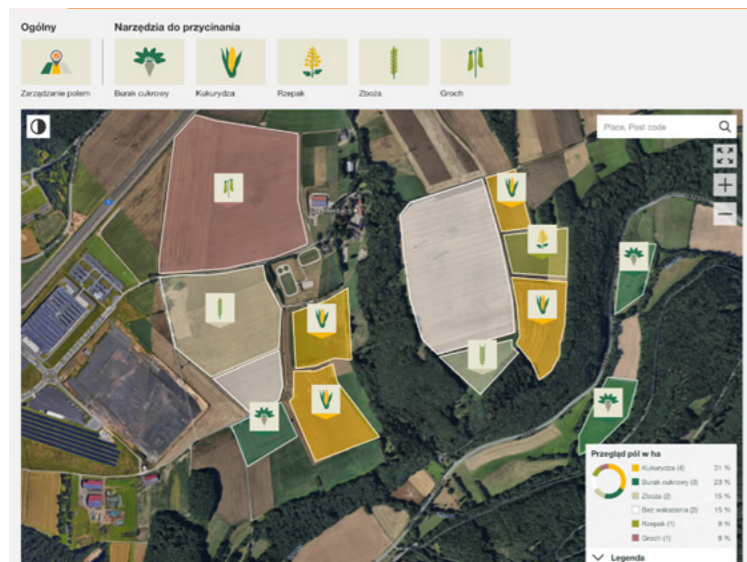 Ogólny
Narzędzia do przycinania
Zarządzanie polem
Burak cukrowy
Kukurydza
Rzepak
Zboża
Groch
Place, Post code
Przegląd pól w ha
Kukurydza (4) 31 %
Burak cukrowy (3) 23 %
Zboża (2) 15 %
Bez wskazania (2) 15 %
Rzepak (1) 8 %
Groch (1) 8 %
Legenda